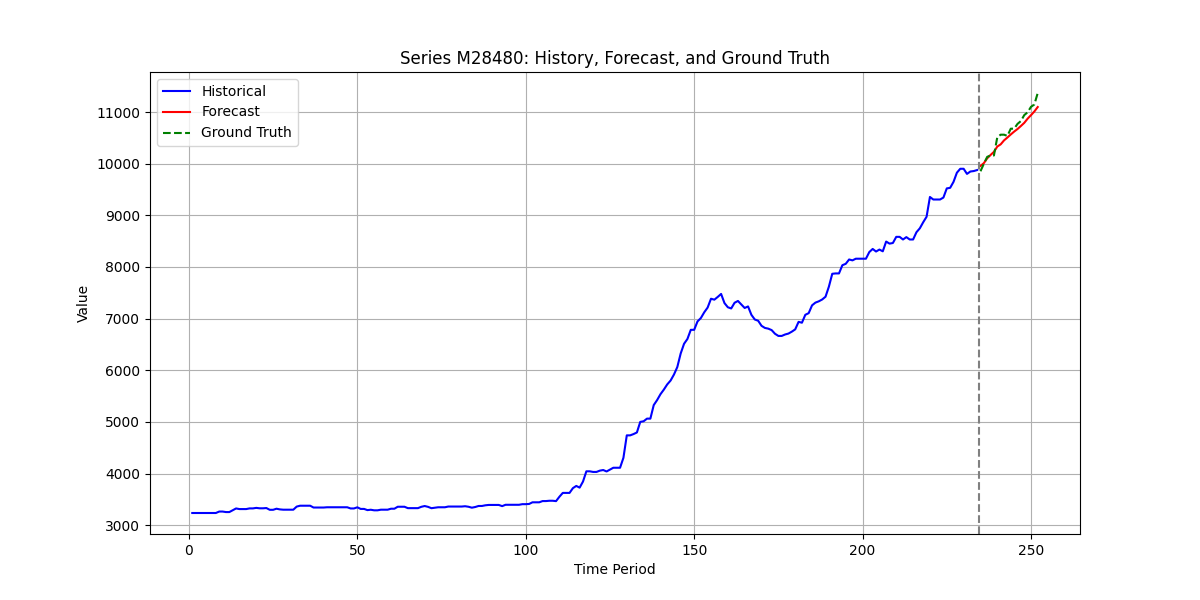 Series M28480: History, Forecast, and Ground Truth
Historical
Forecast
Ground Truth
11000
10000
9000
8000
7000
6000
5000
4000
3000
Value
0 50 100 150 200 250
Time Period